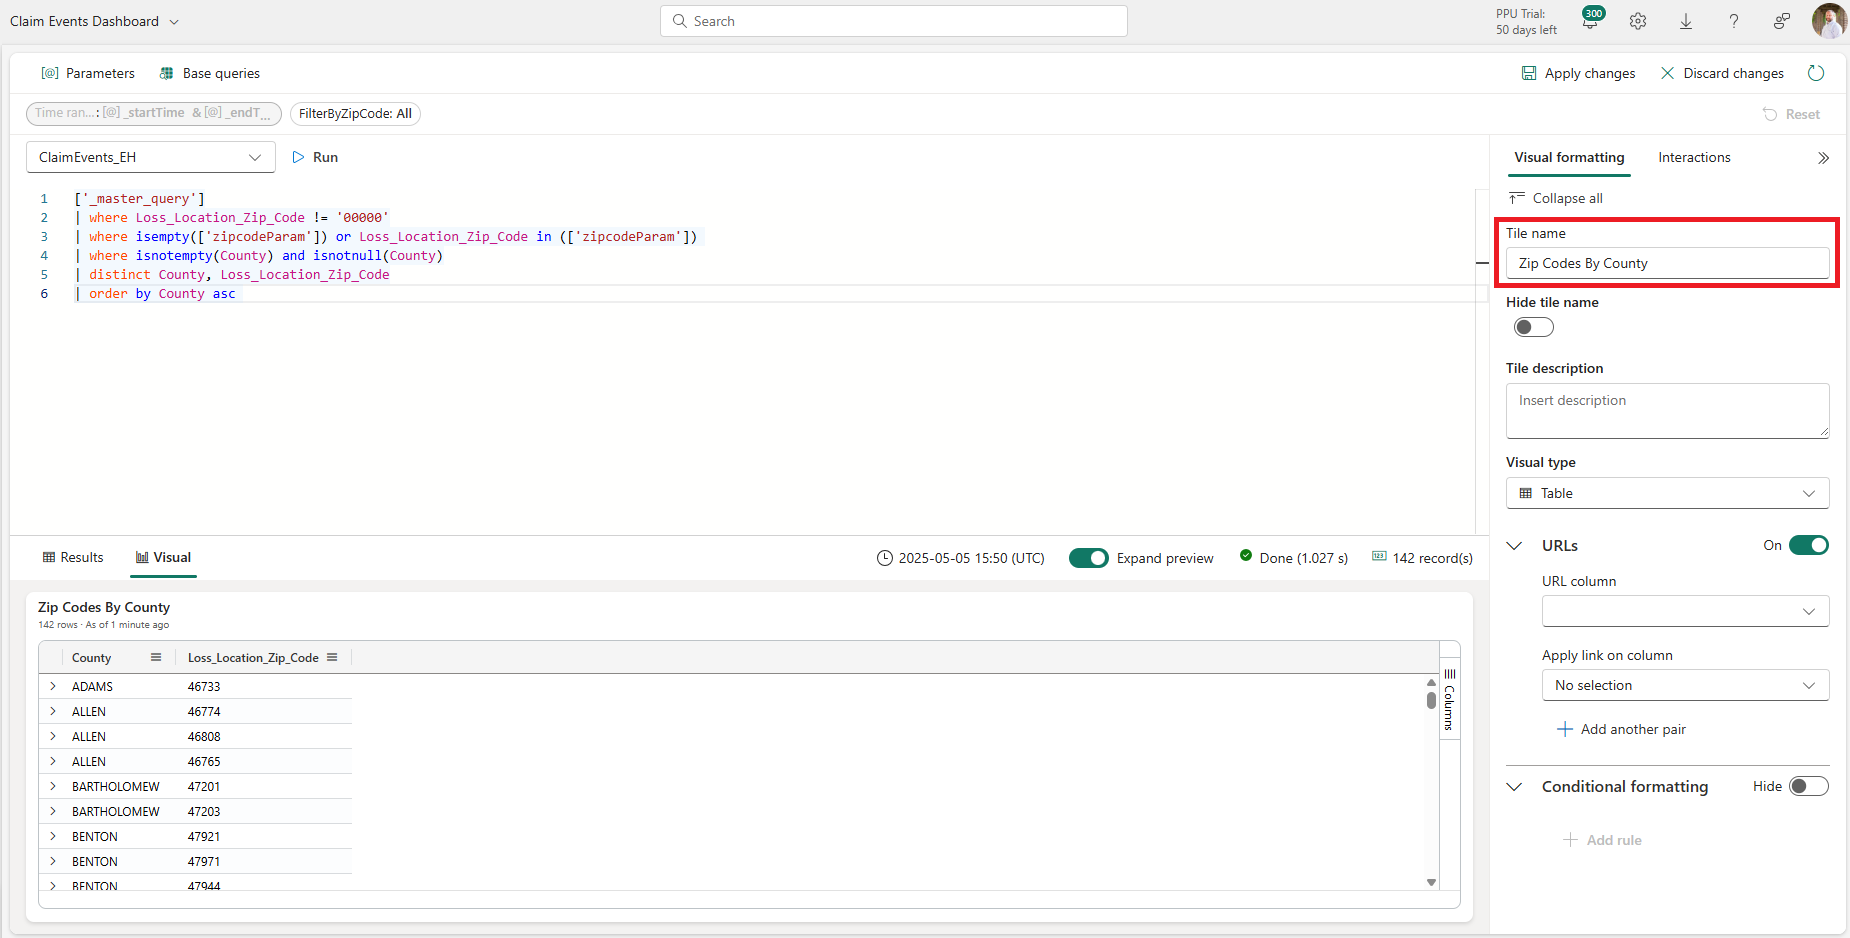 Claim Events Dashboard
Search
PPU Trial:
50 days left
300
Parameters
Base queries
Apply changes
Discard changes
Time ran...: [@] _startTime & [@] _endT...
FilterByZipCode: All
Reset
ClaimEvents_EH
Run
1 ['_master_query']
2 | where Loss_Location_Zip_Code != '00000'
3 | where isempty(['zipcodeParam']) or Loss_Location_Zip_Code in (['zipcodeParam'])
4 | where isnotempty(County) and isnotnull(County)
5 | distinct County, Loss_Location_Zip_Code
6 | order by County asc
Visual formatting
Interactions
Collapse all
Tile name
Zip Codes By County
Hide tile name
Tile description
Insert description
Visual type
Table
URLs
On
URL column
Apply link on column
No selection
Add another pair
Conditional formatting
Hide
Add rule
Results
Visual
2025-05-05 15:50 (UTC)
Expand preview
Done (1.027 s)
142 record(s)
Zip Codes By County
142 rows · As of 1 minute ago
County Loss_Location_Zip_Code
ADAMS 46733
ALLEN 46774
ALLEN 46808
ALLEN 46765
BARTHOLOMEW 47201
BARTHOLOMEW 47203
BENTON 47921
BENTON 47971
BENTON 47944
Columns